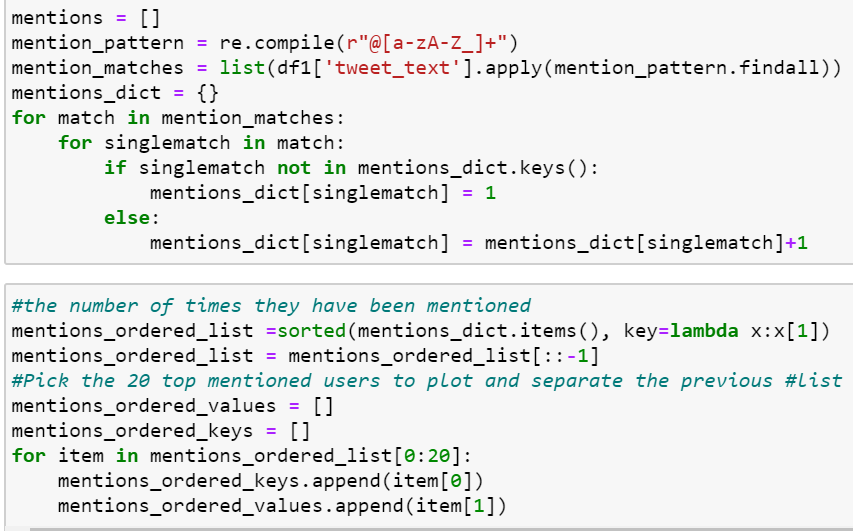 mentions = []
mention_pattern = re.compile(r"@[a-zA-Z_]+")
mention_matches = list(df1['tweet_text'].apply(mention_pattern.findall))
mentions_dict = {}
for match in mention_matches:
    for singlematch in match:
        if singlematch not in mentions_dict.keys():
            mentions_dict[singlematch] = 1
        else:
            mentions_dict[singlematch] = mentions_dict[singlematch]+1
#the number of times they have been mentioned
mentions_ordered_list =sorted(mentions_dict.items(), key=lambda x:x[1])
mentions_ordered_list = mentions_ordered_list[::-1]
#Pick the 20 top mentioned users to plot and separate the previous #list
mentions_ordered_values = []
mentions_ordered_keys = []
for item in mentions_ordered_list[0:20]:
    mentions_ordered_keys.append(item[0])
    mentions_ordered_values.append(item[1])